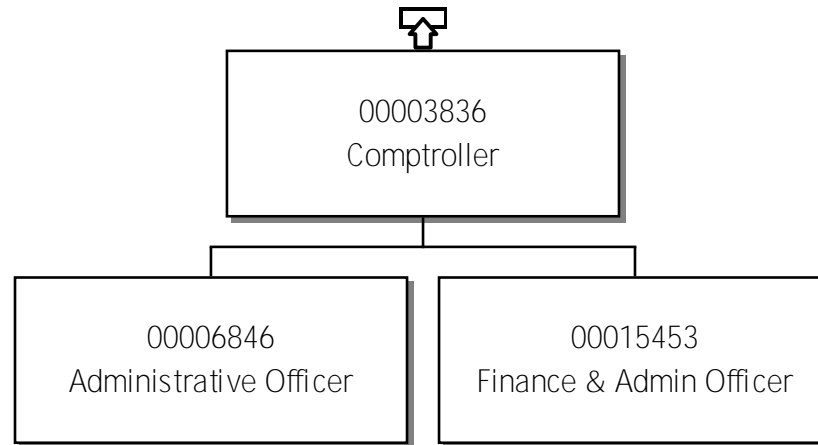 00003836
Comptroller
00006846
Administrative Officer
00015453
Finance & Admin Officer